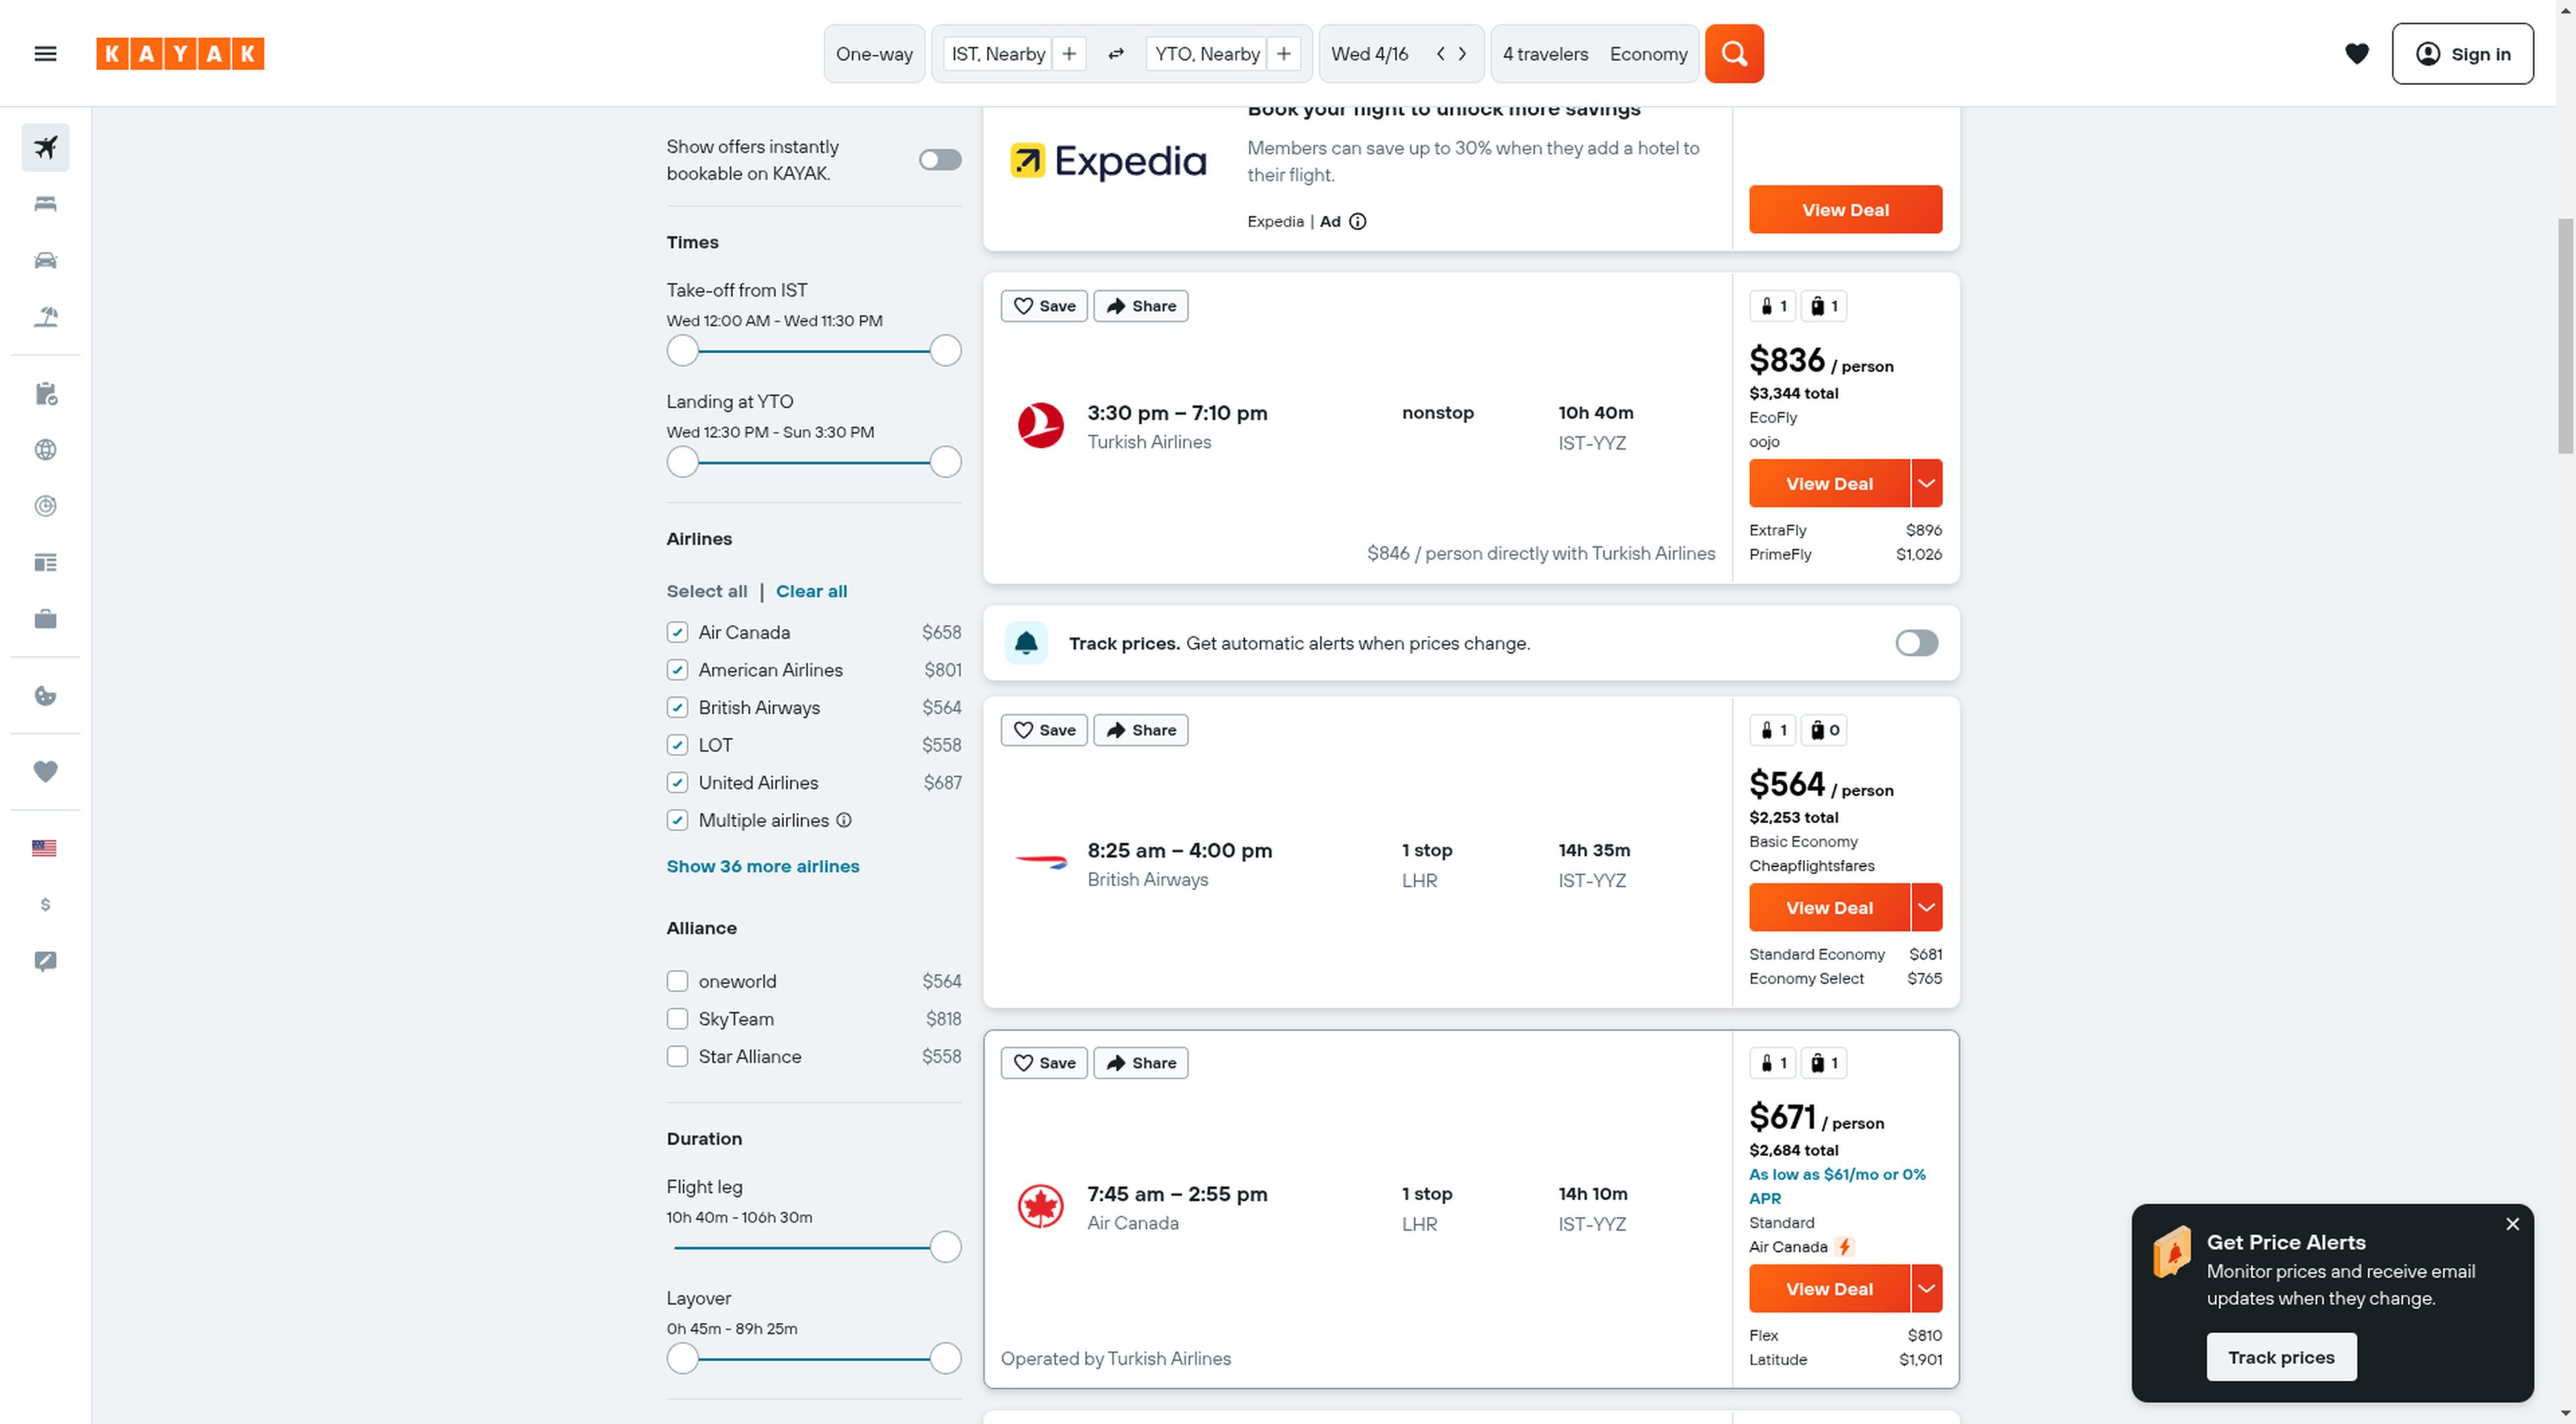 KAYAK
One-way
IST, Nearby
YTO, Nearby
Wed 4/16
4 travelers
Economy
Sign in
Show offers instantly
bookable on KAYAK.
Times
Take-off from IST
Wed 12:00 AM - Wed 11:30 PM
Landing at YTO
Wed 12:30 PM - Sun 3:30 PM
Airlines
Select all | Clear all
Air Canada $658
American Airlines $801
British Airways $564
LOT $558
United Airlines $687
Multiple airlines
Show 36 more airlines
Alliance
oneworld $564
SkyTeam $818
Star Alliance $558
Duration
Flight leg
10h 40m - 106h 30m
Layover
0h 45m - 89h 25m
Book your flight to unlock more savings
Expedia
Members can save up to 30% when they add a hotel to
their flight.
Expedia | Ad
View Deal
Save
Share
3:30 pm – 7:10 pm
Turkish Airlines
nonstop
10h 40m
IST-YYZ
$846 / person directly with Turkish Airlines
1
1
$836 / person
$3,344 total
EcoFly
oojo
View Deal
ExtraFly $896
PrimeFly $1,026
Track prices. Get automatic alerts when prices change.
Save
Share
8:25 am – 4:00 pm
British Airways
1 stop
LHR
14h 35m
IST-YYZ
1
0
$564 / person
$2,253 total
Basic Economy
Cheapflightsfares
View Deal
Standard Economy $681
Economy Select $765
Save
Share
7:45 am – 2:55 pm
Air Canada
1 stop
LHR
14h 10m
IST-YYZ
Operated by Turkish Airlines
1
1
$671 / person
$2,684 total
As low as $61/mo or 0%
APR
Standard
Air Canada
View Deal
Flex $810
Latitude $1,901
Get Price Alerts
Monitor prices and receive email
updates when they change.
Track prices